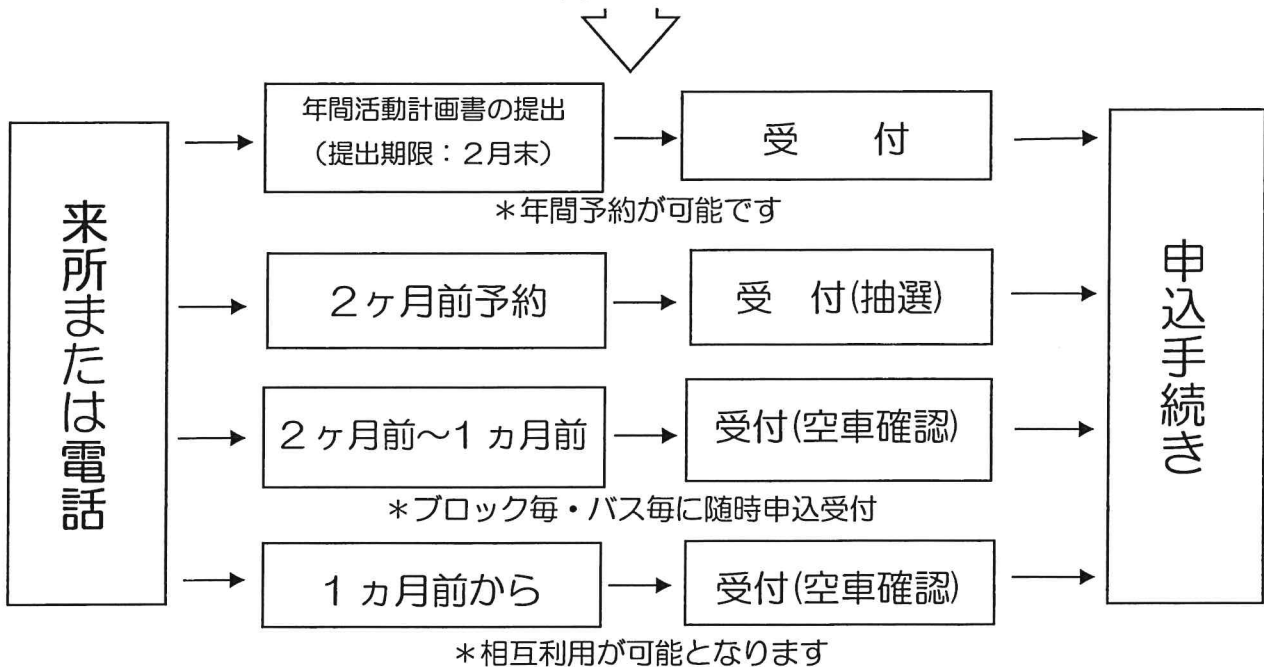 来所または電話
年間活動計画書の提出
（提出期限：２月末）
受　　付
＊年間予約が可能です
２ヶ月前予約
受　付(抽選)
２ヶ月前～１ヵ月前
受付(空車確認)
＊ブロック毎・バス毎に随時申込受付
１ヵ月前から
受付(空車確認)
＊相互利用が可能となります
申込手続き